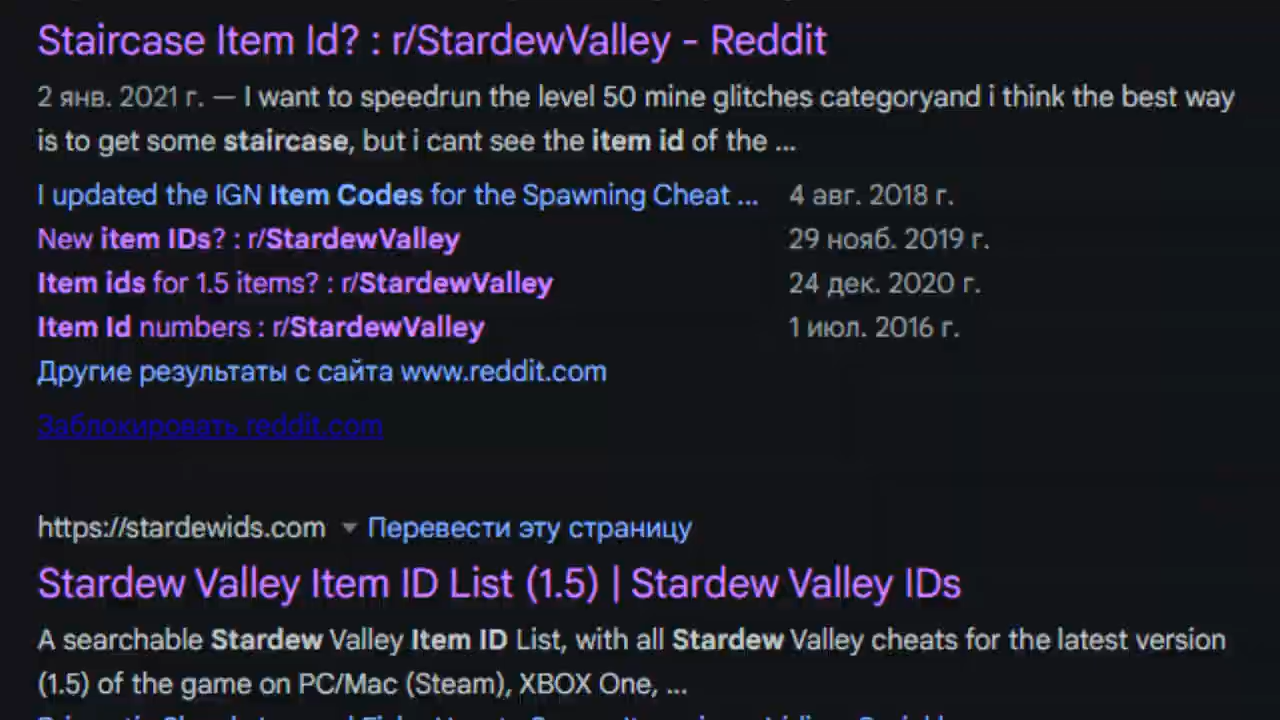 Staircase Item Id? : r/StardewValley - Reddit
2 янв. 2021 г. — I want to speedrun the level 50 mine glitches categoryand i think the best way
is to get some staircase, but i cant see the item id of the ...
I updated the IGN Item Codes for the Spawning Cheat ... 4 авг. 2018 г.
New item IDs? : r/StardewValley 29 нояб. 2019 г.
Item ids for 1.5 items? : r/StardewValley 24 дек. 2020 г.
Item Id numbers : r/StardewValley 1 июл. 2016 г.
Другие результаты с сайта www.reddit.com
Заблокировать reddit.com
https://stardewids.com Перевести эту страницу
Stardew Valley Item ID List (1.5) | Stardew Valley IDs
A searchable Stardew Valley Item ID List, with all Stardew Valley cheats for the latest version
(1.5) of the game on PC/Mac (Steam), XBOX One, ...